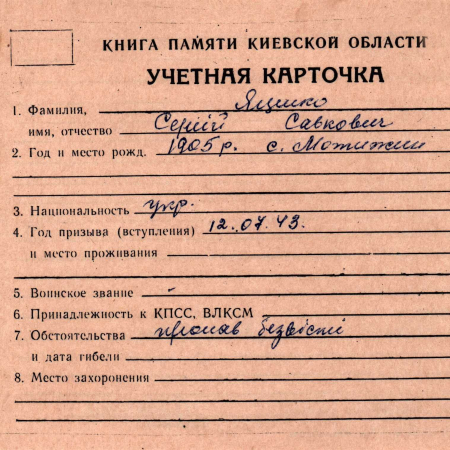 КНИГА ПАМЯТИ КИЕВСКОЙ ОБЛАСТИ
УЧЕТНАЯ КАРТОЧКА
1. Фамилия, Яценко
имя, отчество Сергій Савкович
2. Год и место рожд. 1905 р. с. Мотижин
3. Национальность укр.
4. Год призыва (вступления) 12.07.43.
и место проживания
5. Воинское звание -
6. Принадлежность к КПСС, ВЛКСМ
7. Обстоятельства пропав безвісті
и дата гибели
8. Место захоронения